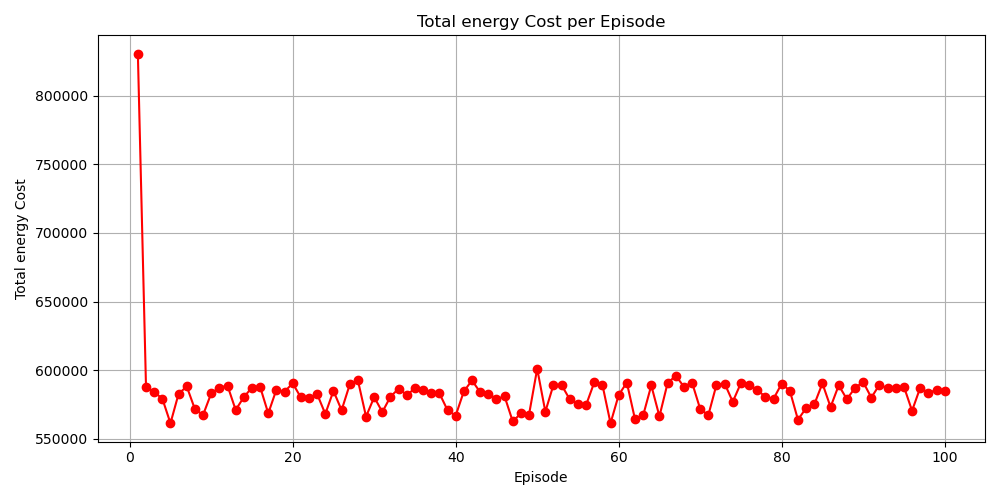 Total energy Cost per Episode
Total energy Cost
800000
750000
700000
650000
600000
550000
0 20 40 60 80 100
Episode